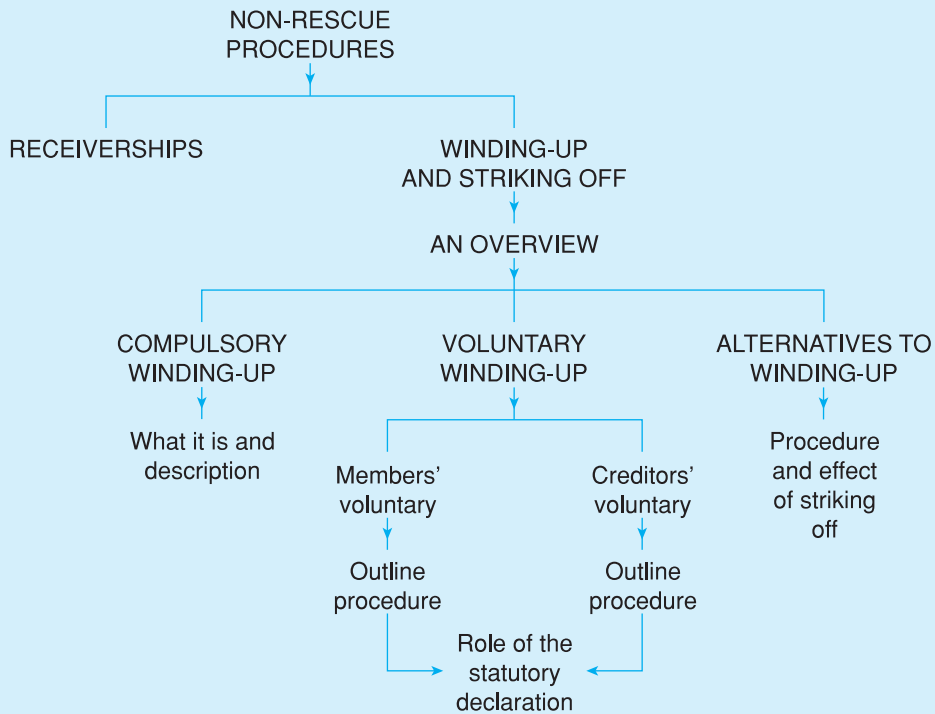 NON-RESCUE
PROCEDURES
RECEIVERSHIPS
WINDING-UP
AND STRIKING OFF
AN OVERVIEW
COMPULSORY
WINDING-UP
VOLUNTARY
WINDING-UP
ALTERNATIVES TO
WINDING-UP
What it is and
description
Members’
voluntary
Creditors’
voluntary
Procedure
and effect
of striking
off
Outline
procedure
Outline
procedure
Role of the
statutory
declaration